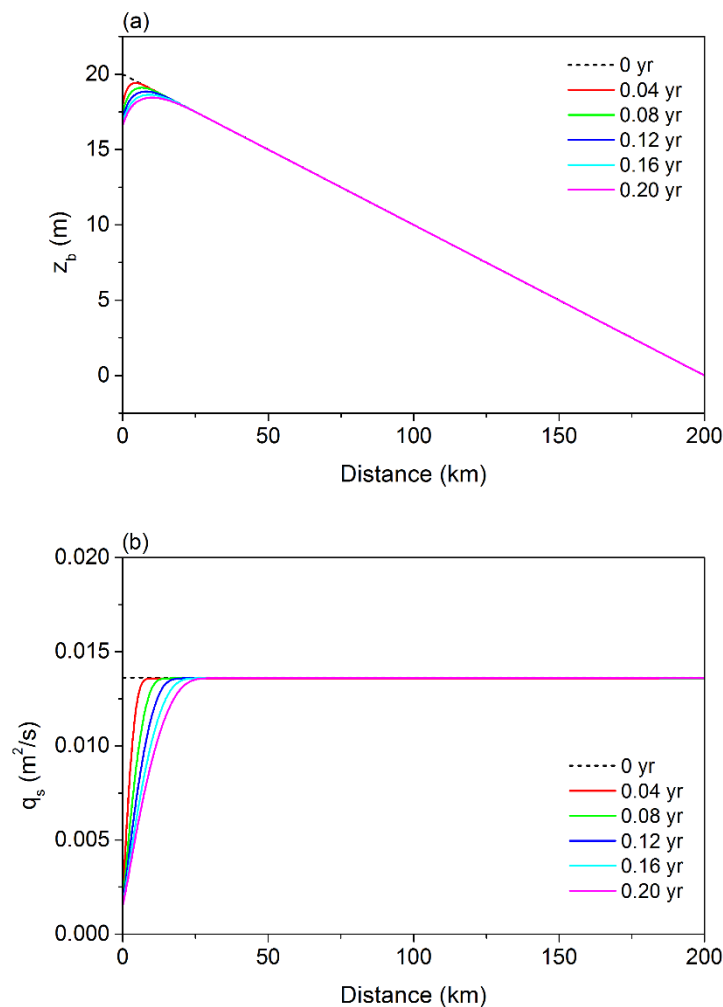 (a)
20
15
10
5
0
z_b (m)
0 yr
0.04 yr
0.08 yr
0.12 yr
0.16 yr
0.20 yr
0 50 100 150 200
Distance (km)
(b)
0.020
0.015
0.010
0.005
0.000
q_s (m²/s)
0 yr
0.04 yr
0.08 yr
0.12 yr
0.16 yr
0.20 yr
0 50 100 150 200
Distance (km)